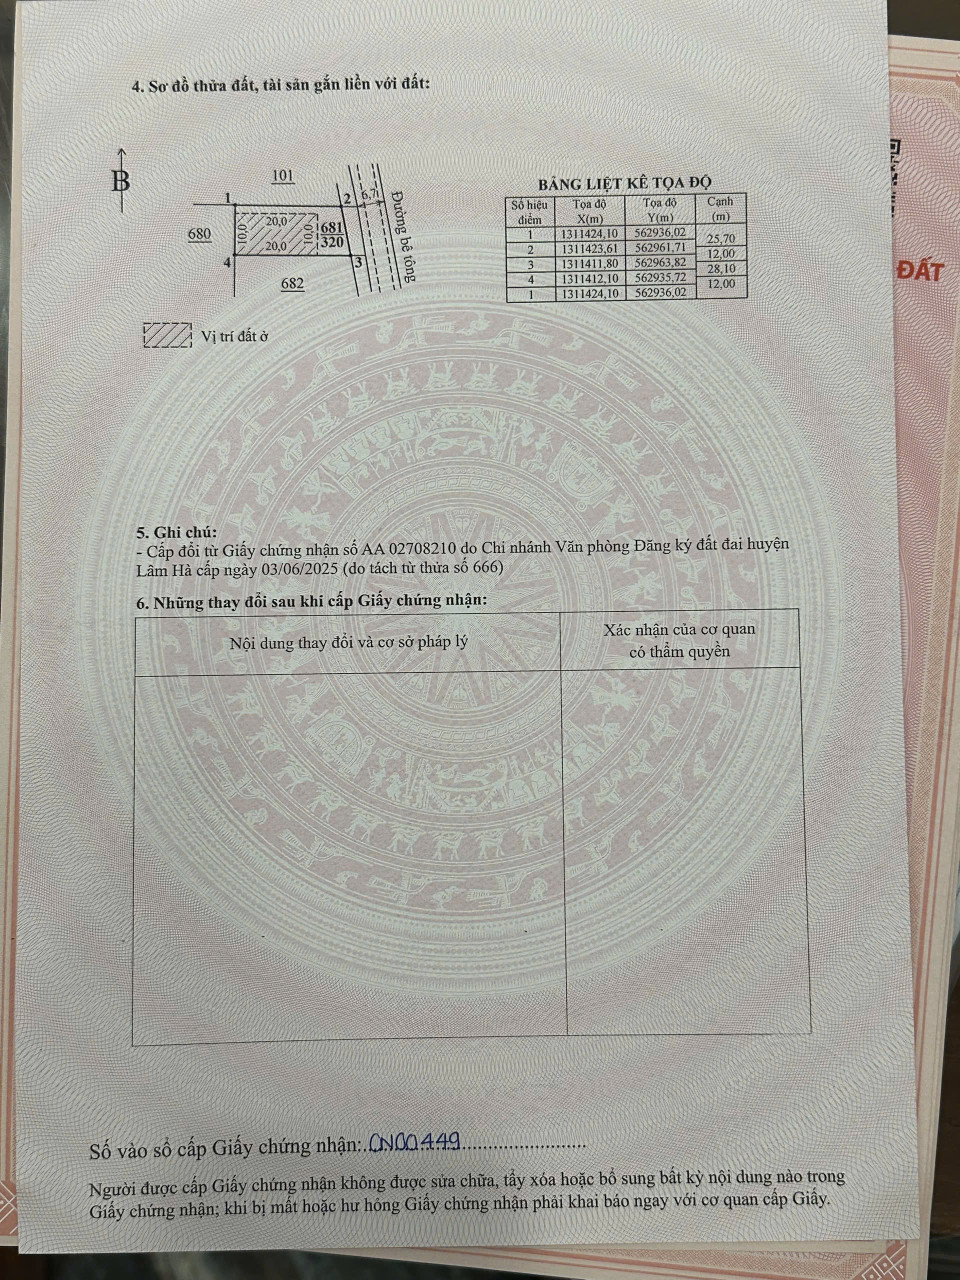 4. Sơ đồ thửa đất, tài sản gắn liền với đất:
B
101
1
2
6,7
680
20,0
10,0
10,0
20,0
681
320
4
3
682
Đường bê tông
Vị trí đất ở
BẢNG LIỆT KÊ TỌA ĐỘ
Số hiệu điểm Tọa độ X(m) Tọa độ Y(m) Cạnh (m)
1 1311424,10 562936,02
25,70
2 1311423,61 562961,71
12,00
3 1311411,80 562963,82
28,10
4 1311412,10 562935,72
12,00
1 1311424,10 562936,02
ĐẤT
5. Ghi chú:
- Cấp đổi từ Giấy chứng nhận số AA 02708210 do Chi nhánh Văn phòng Đăng ký đất đai huyện
Lâm Hà cấp ngày 03/06/2025 (do tách từ thửa số 666)
6. Những thay đổi sau khi cấp Giấy chứng nhận:
Nội dung thay đổi và cơ sở pháp lý
Xác nhận của cơ quan
có thẩm quyền
Số vào sổ cấp Giấy chứng nhận:..CN00449........................
Người được cấp Giấy chứng nhận không được sửa chữa, tẩy xóa hoặc bổ sung bất kỳ nội dung nào trong
Giấy chứng nhận; khi bị mất hoặc hư hỏng Giấy chứng nhận phải khai báo ngay với cơ quan cấp Giấy.